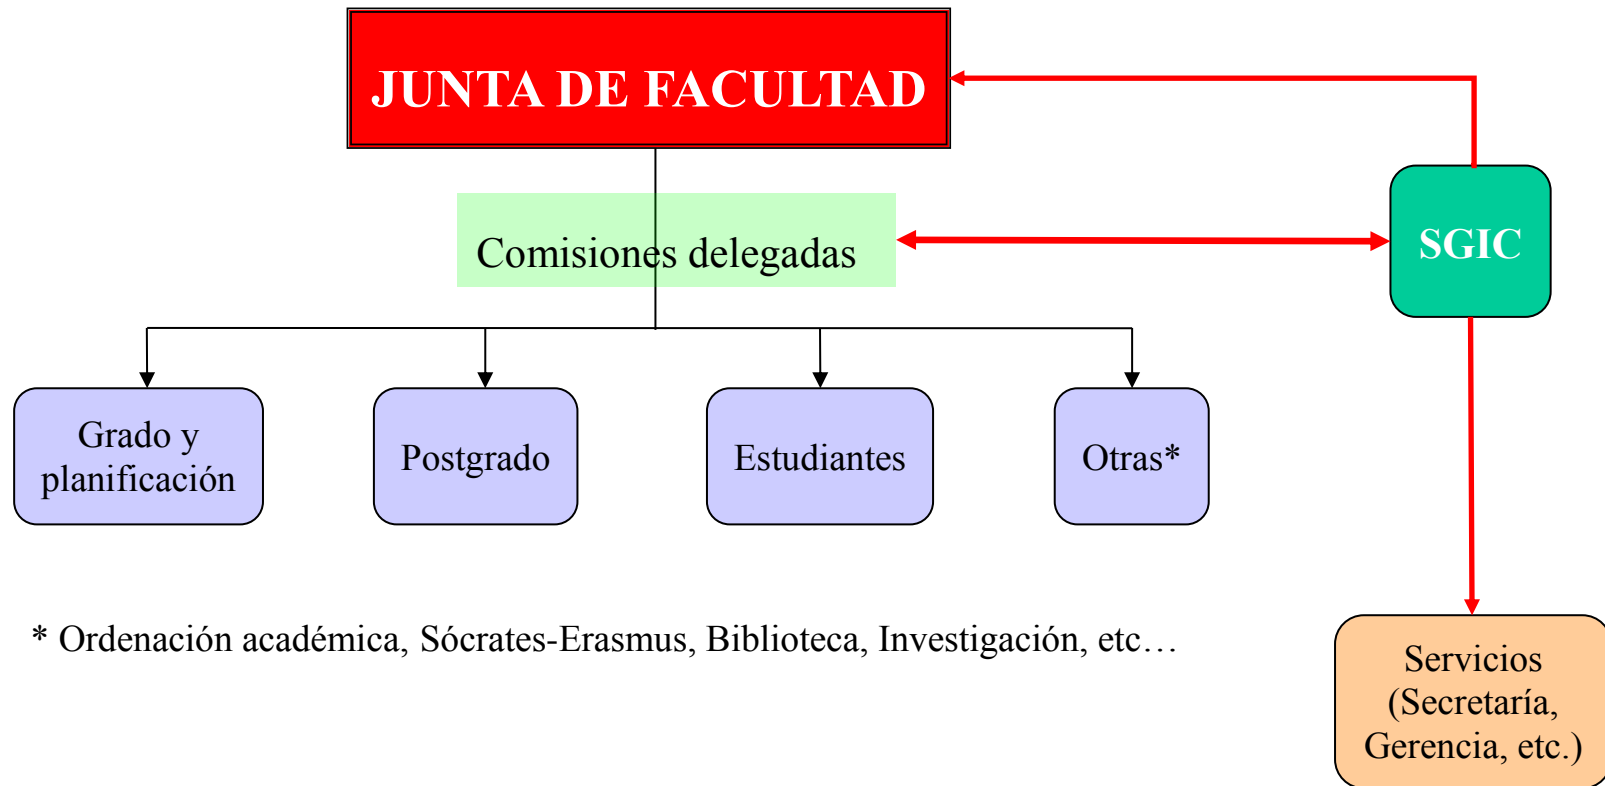 JUNTA DE FACULTAD
Comisiones delegadas
SGIC
Grado y
planificación
Postgrado
Estudiantes
Otras*
* Ordenación académica, Sócrates-Erasmus, Biblioteca, Investigación, etc…
Servicios
(Secretaría,
Gerencia, etc.)